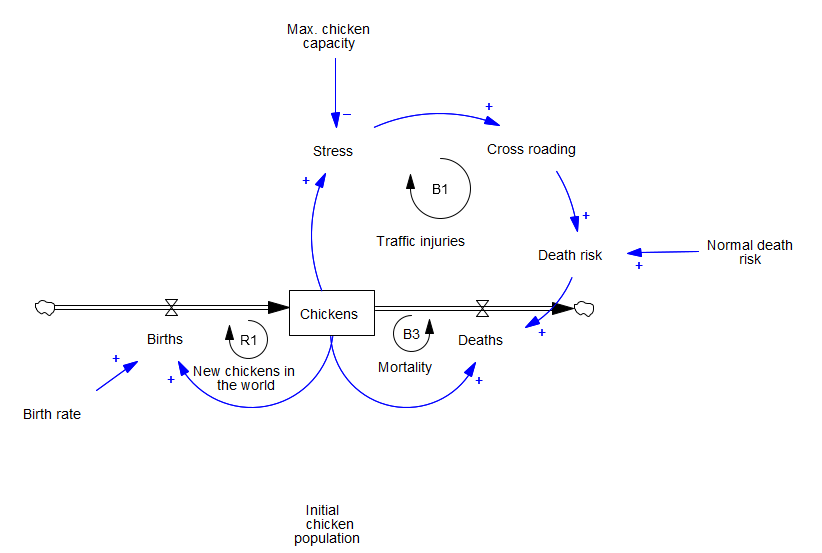 Max. chicken
capacity
Stress
Cross roading
B1
Traffic injuries
Death risk
Normal death
risk
Chickens
Births
R1
B3
Deaths
New chickens in
the world
Mortality
Birth rate
Initial
chicken
population
+
+
+
+
+
+
+
+
+
–